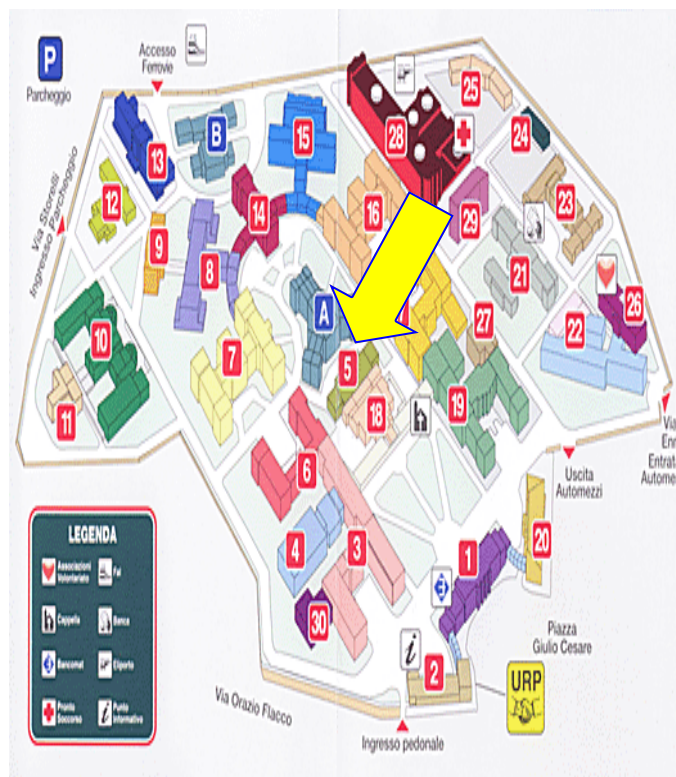 P
Parcheggio
Accesso
Ferrovie
25
28
24
B
15
13
12
16
14
23
29
9
8
21
Via Storelli
Ingresso Parcheggio
A
26
22
27
10
7
5
19
11
18
Uscita
Automezzi
6
20
LEGENDA
Associazioni
Volontariato
Fai
Cappella
Banca
Bancomat
Eliporto
Pronto
Soccorso
Punto
Informativo
4
3
1
30
i
2
Piazza
Giulio Cesare
URP
Via Orazio Flacco
Ingresso pedonale
Via
Enr
Entrat
Autome